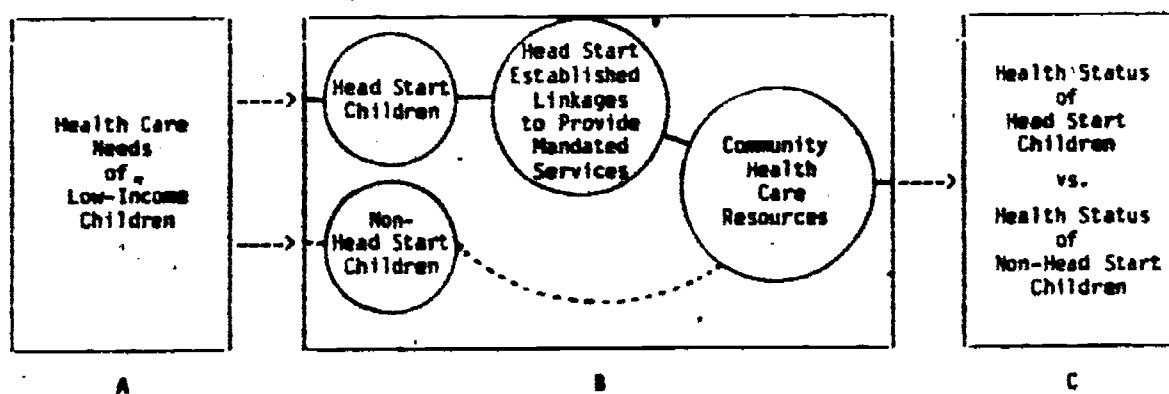 Health Care
Needs
of
Low-Income
Children
Head Start
Children
Non-
Head Start
Children
Head Start
Established
Linkages
to Provide
Mandated
Services
Community
Health
Care
Resources
Health Status
of
Head Start
Children
vs.
Health Status
of
Non-Head Start
Children
A
B
C